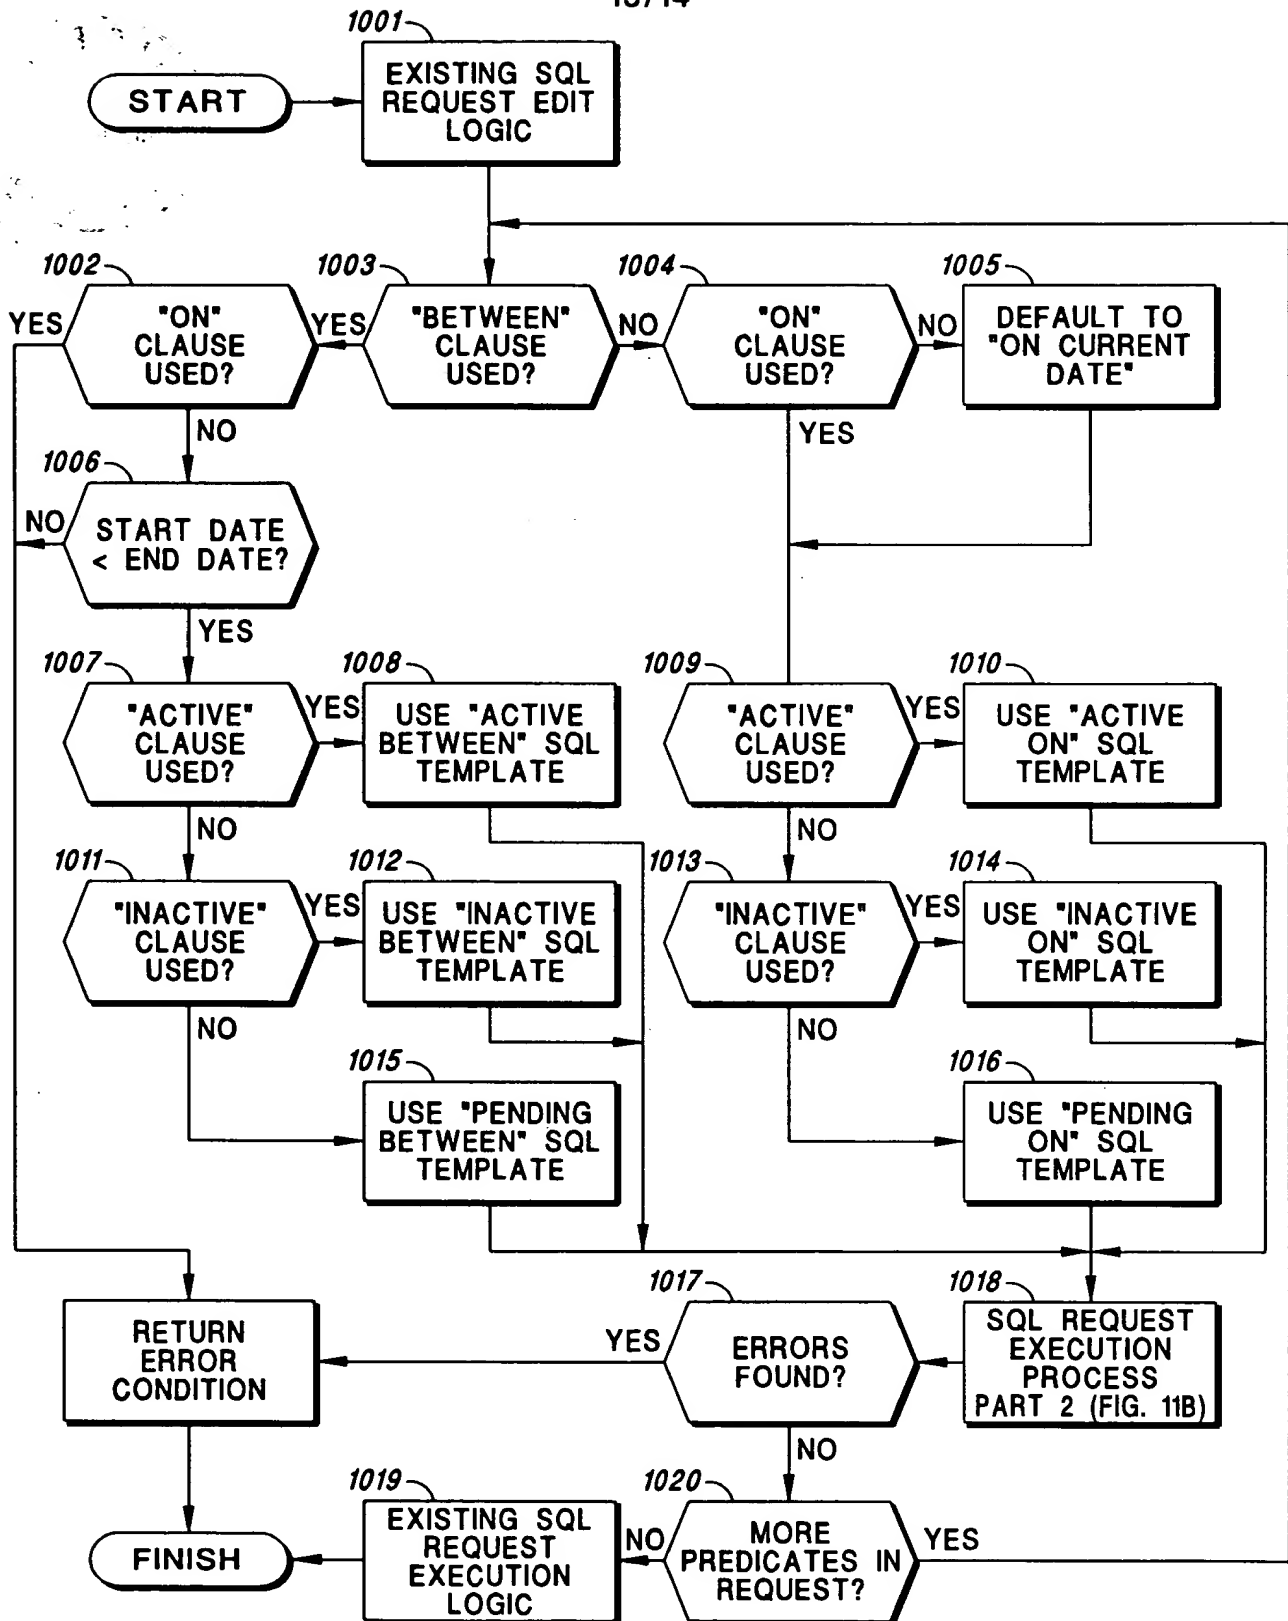 1001
START
EXISTING SQL
REQUEST EDIT
LOGIC
1002
1003
1004
1005
YES
"ON"
CLAUSE
USED?
YES
"BETWEEN"
CLAUSE
USED?
NO
"ON"
CLAUSE
USED?
NO
DEFAULT TO
"ON CURRENT
DATE"
NO
YES
1006
NO
START DATE
< END DATE?
YES
1007
1008
1009
1010
"ACTIVE"
CLAUSE
USED?
YES
USE "ACTIVE
BETWEEN" SQL
TEMPLATE
"ACTIVE"
CLAUSE
USED?
YES
USE "ACTIVE
ON" SQL
TEMPLATE
NO
NO
1011
1012
1013
1014
"INACTIVE"
CLAUSE
USED?
YES
USE "INACTIVE
BETWEEN" SQL
TEMPLATE
"INACTIVE"
CLAUSE
USED?
YES
USE "INACTIVE
ON" SQL
TEMPLATE
NO
NO
1015
1016
USE "PENDING
BETWEEN" SQL
TEMPLATE
USE "PENDING
ON" SQL
TEMPLATE
1017
1018
RETURN
ERROR
CONDITION
YES
ERRORS
FOUND?
SQL REQUEST
EXECUTION
PROCESS
PART 2 (FIG. 11B)
NO
1019
1020
FINISH
EXISTING SQL
REQUEST
EXECUTION
LOGIC
NO
MORE
PREDICATES IN
REQUEST?
YES